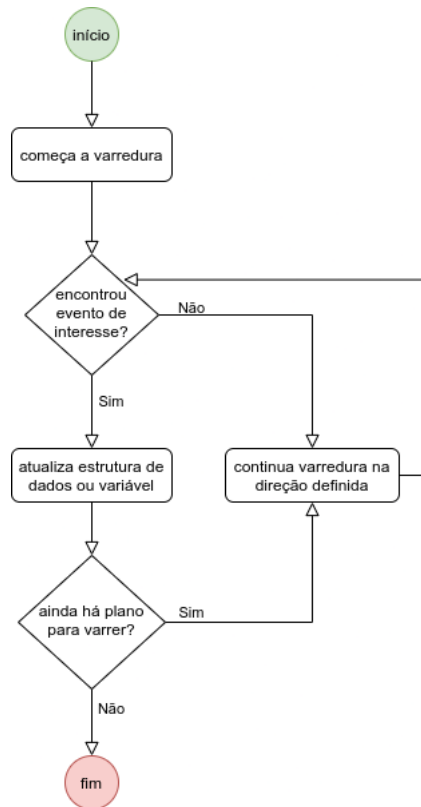 início
começa a varredura
encontrou
evento de
interesse?
Não
Sim
atualiza estrutura de
dados ou variável
continua varredura na
direção definida
ainda há plano
para varrer?
Sim
Não
fim